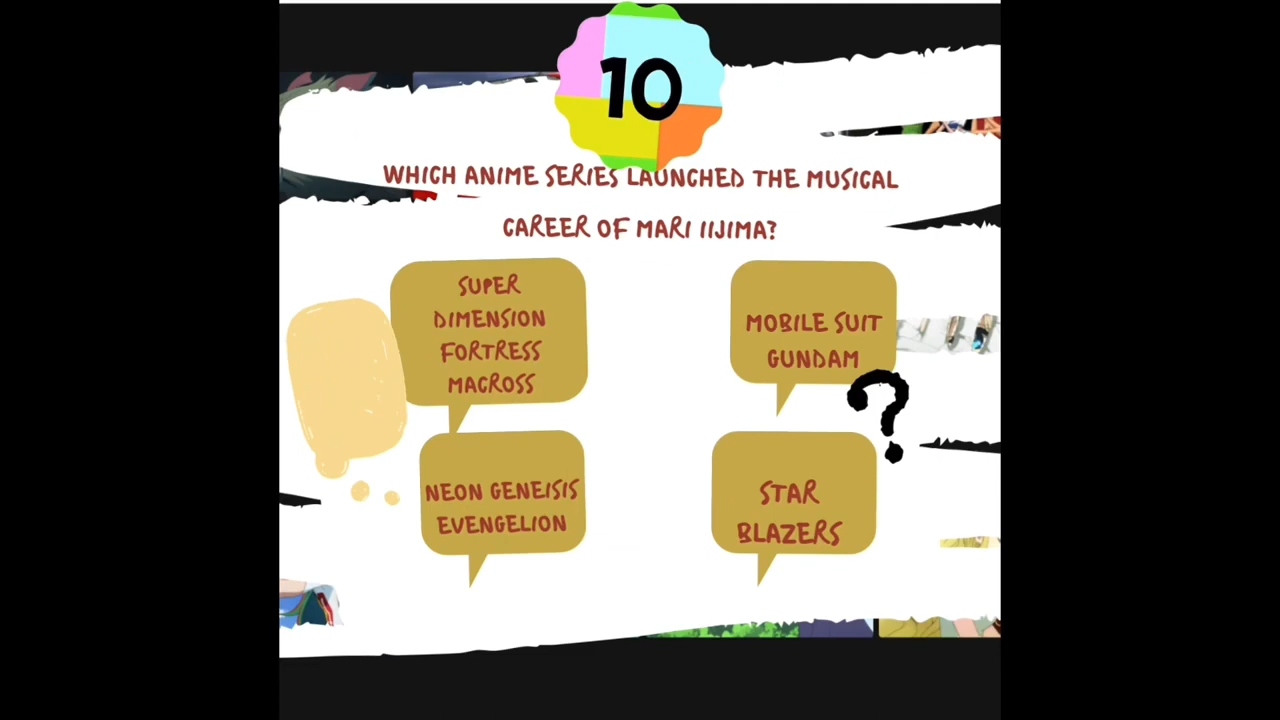 10
WHICH ANIME SERIES LAUNCHED THE MUSICAL
CAREER OF MARI IIJIMA?
SUPER
DIMENSION
FORTRESS
MACROSS
MOBILE SUIT
GUNDAM
NEON GENEISIS
EVENGELION
STAR
BLAZERS
?